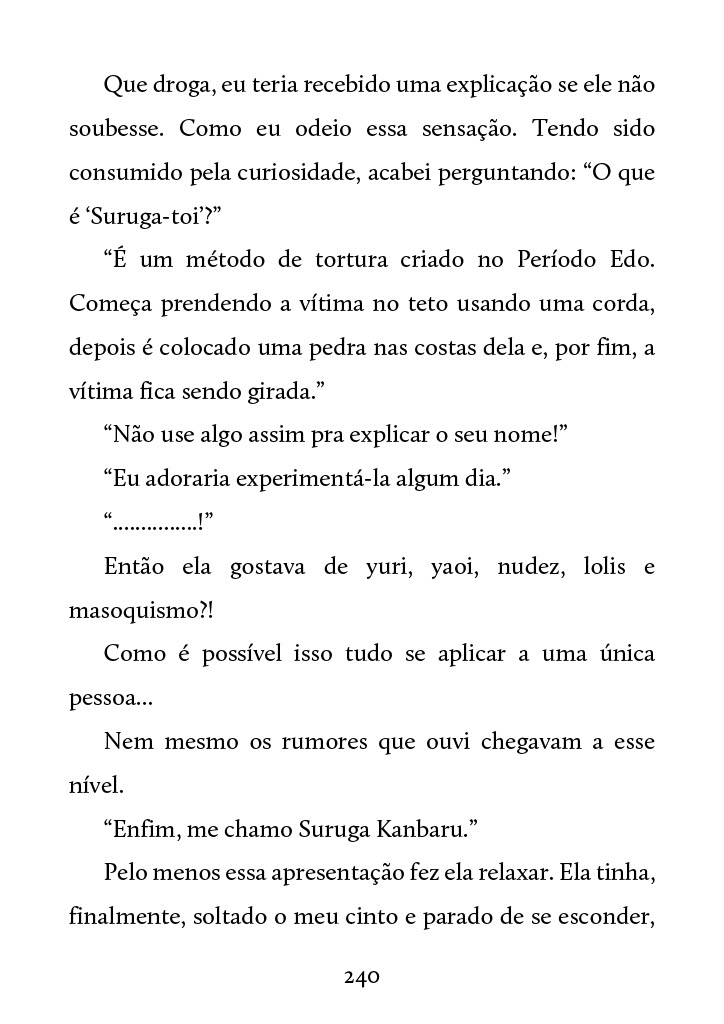 Que droga, eu teria recebido uma explicação se ele não
soubesse. Como eu odeio essa sensação. Tendo sido
consumido pela curiosidade, acabei perguntando: “O que
é ‘Suruga-toi’?”
“É um método de tortura criado no Período Edo.
Começa prendendo a vítima no teto usando uma corda,
depois é colocado uma pedra nas costas dela e, por fim, a
vítima fica sendo girada.”
“Não use algo assim pra explicar o seu nome!”
“Eu adoraria experimentá-la algum dia.”
“...............!”
Então ela gostava de yuri, yaoi, nudez, lolis e
masoquismo?!
Como é possível isso tudo se aplicar a uma única
pessoa...
Nem mesmo os rumores que ouvi chegavam a esse
nível.
“Enfim, me chamo Suruga Kanbaru.”
Pelo menos essa apresentação fez ela relaxar. Ela tinha,
finalmente, soltado o meu cinto e parado de se esconder,
240